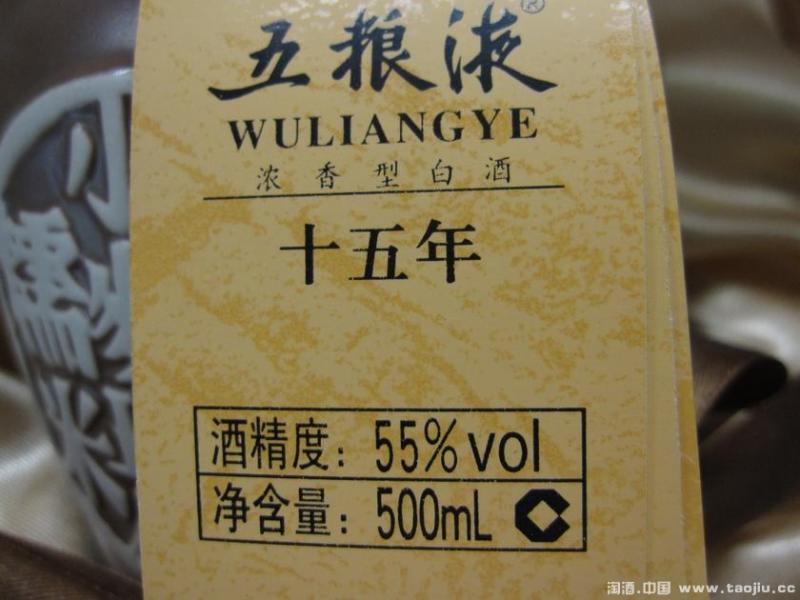 五粮液®
WULIANGYE
浓香型白酒
十五年
酒精度：55%vol
净含量：500mL
淘酒.中国 www.taojiu.cc